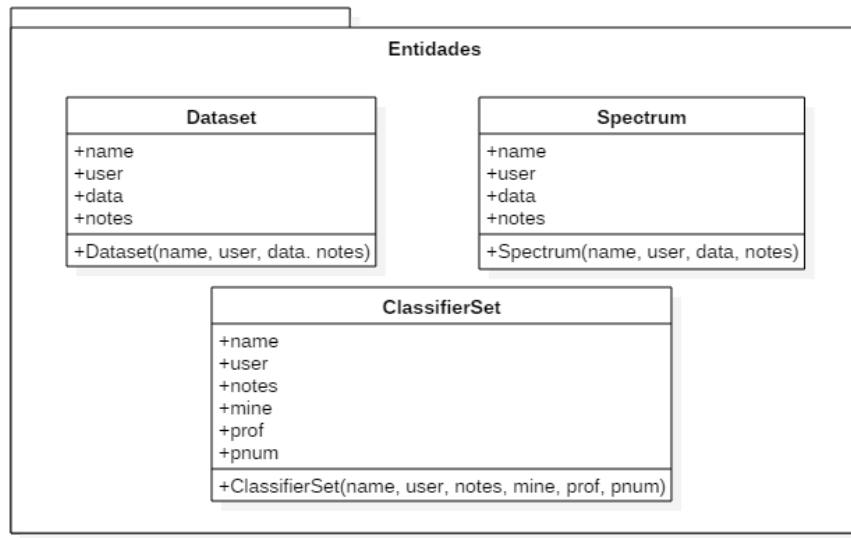 Entidades
Dataset
+name
+user
+data
+notes
+Dataset(name, user, data. notes)
Spectrum
+name
+user
+data
+notes
+Spectrum(name, user, data, notes)
ClassifierSet
+name
+user
+notes
+mine
+prof
+pnum
+ClassifierSet(name, user, notes, mine, prof, pnum)